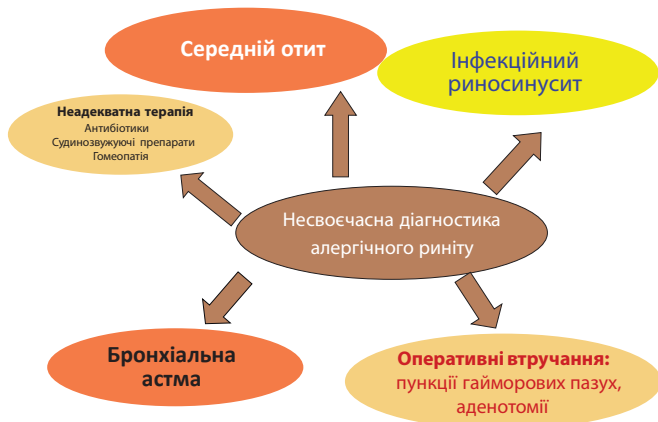 Середній отит
Інфекційний
риносинусит
Неадекватна терапія
Антибіотики
Судинозвужуючі препарати
Гомеопатія
Несвоєчасна діагностика
алергічного риніту
Бронхіальна
астма
Оперативні втручання:
пункції гайморових пазух,
аденотомії